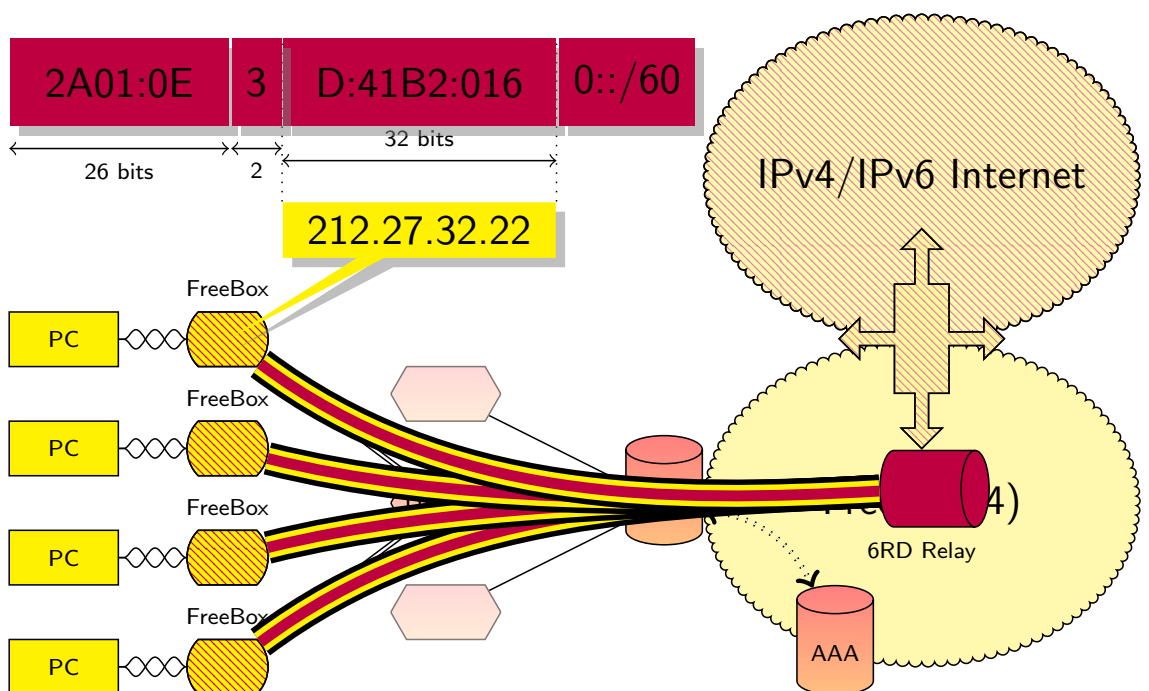 2A01:0E 3 D:41B2:016 0::/60
26 bits 2 32 bits
212.27.32.22
IPv4/IPv6 Internet
FreeBox
PC
FreeBox
PC
FreeBox
PC
FreeBox
PC
6RD Relay
AAA